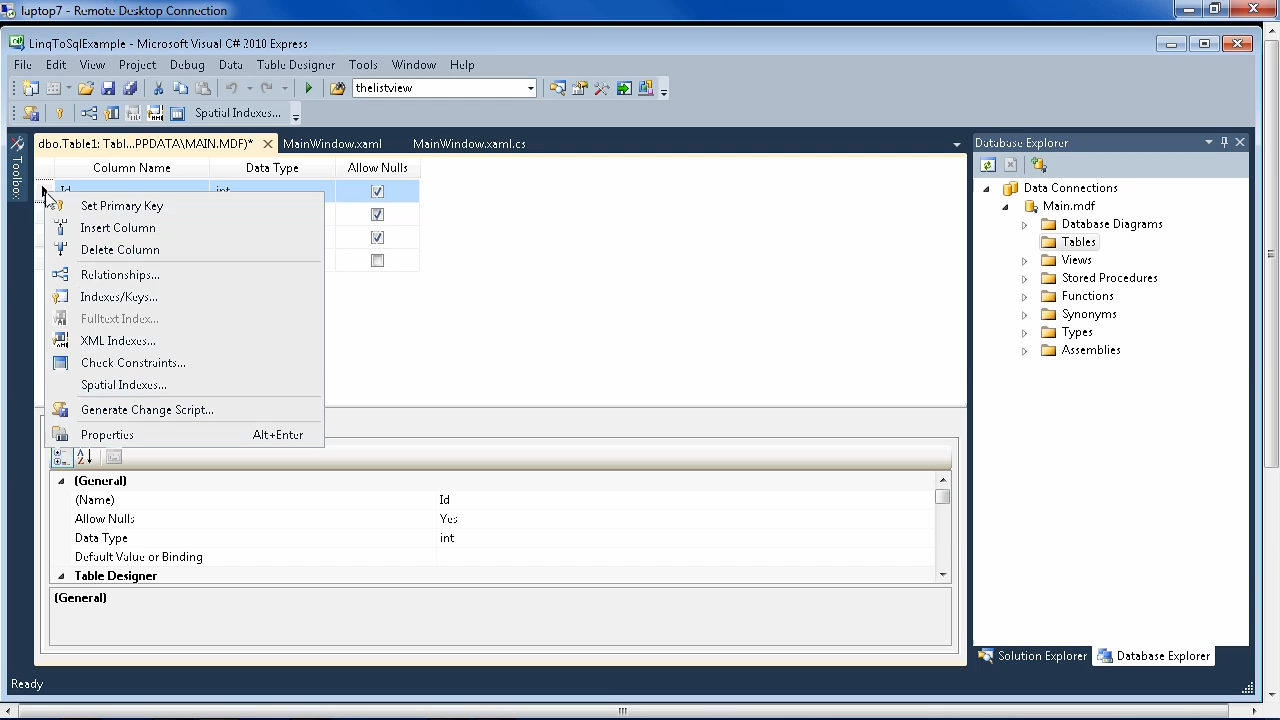 luptop7 - Remote Desktop Connection
LinqToSqlExample - Microsoft Visual C# 2010 Express
File Edit View Project Debug Data Table Designer Tools Window Help
thelistview
Spatial Indexes...
Toolbox
dbo.Table1: Tabl...PPDATA\MAIN.MDF)* MainWindow.xaml MainWindow.xaml.cs
Column Name Data Type Allow Nulls
Id int
Set Primary Key
Insert Column
Delete Column
Relationships...
Indexes/Keys...
Fulltext Index...
XML Indexes...
Check Constraints...
Spatial Indexes...
Generate Change Script...
Properties Alt+Enter
(General)
(Name) Id
Allow Nulls Yes
Data Type int
Default Value or Binding
Table Designer
(General)
Database Explorer
Data Connections
Main.mdf
Database Diagrams
Tables
Views
Stored Procedures
Functions
Synonyms
Types
Assemblies
Solution Explorer Database Explorer
Ready